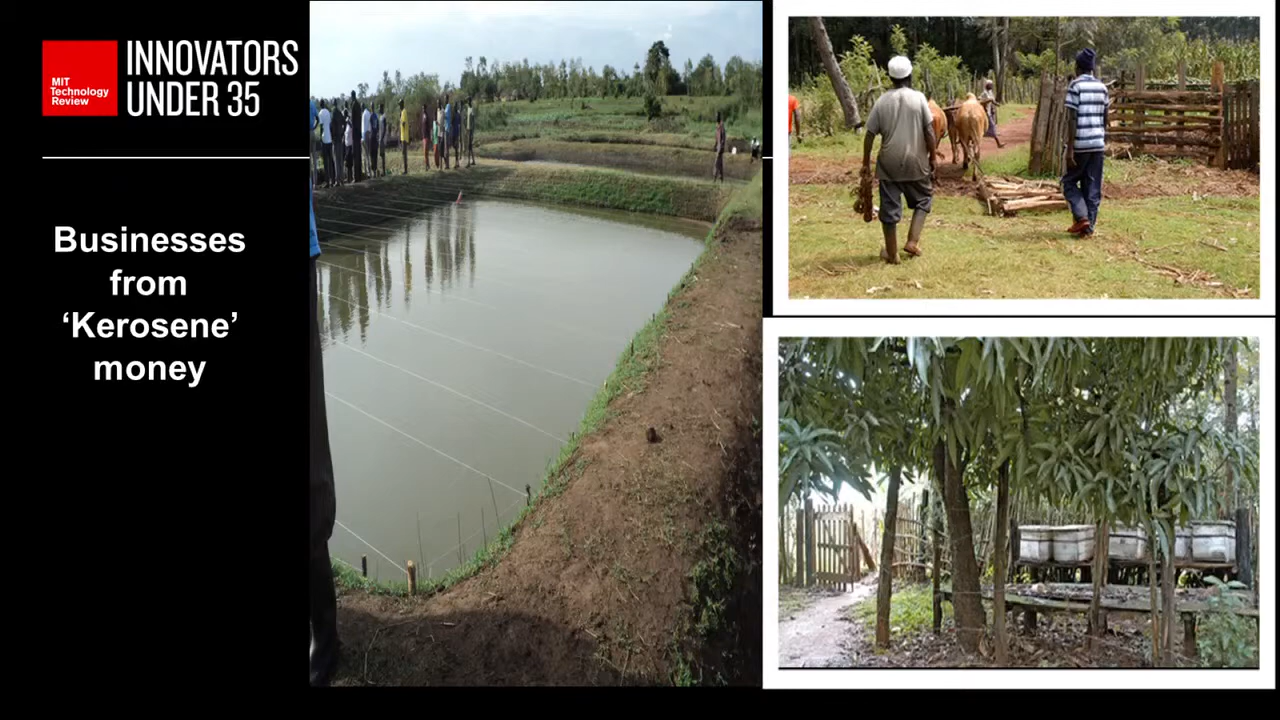 MIT
Technology
Review
INNOVATORS
UNDER 35
Businesses
from
‘Kerosene’
money